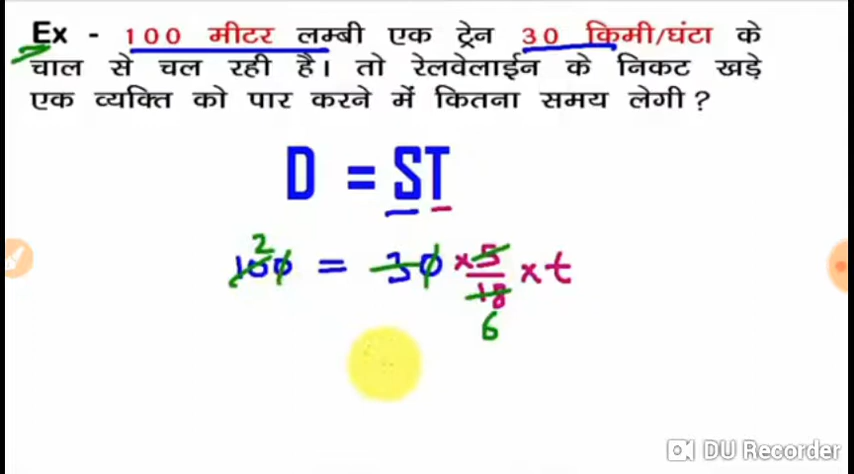 Ex - 100 मीटर लम्बी एक ट्रेन 30 किमी/घंटा के
चाल से चल रही है। तो रेलवेलाईन के निकट खड़े
एक व्यक्ति को पार करने में कितना समय लेगी ?
D = ST
2
100 = 30 × 5/18 × t
6
DU Recorder